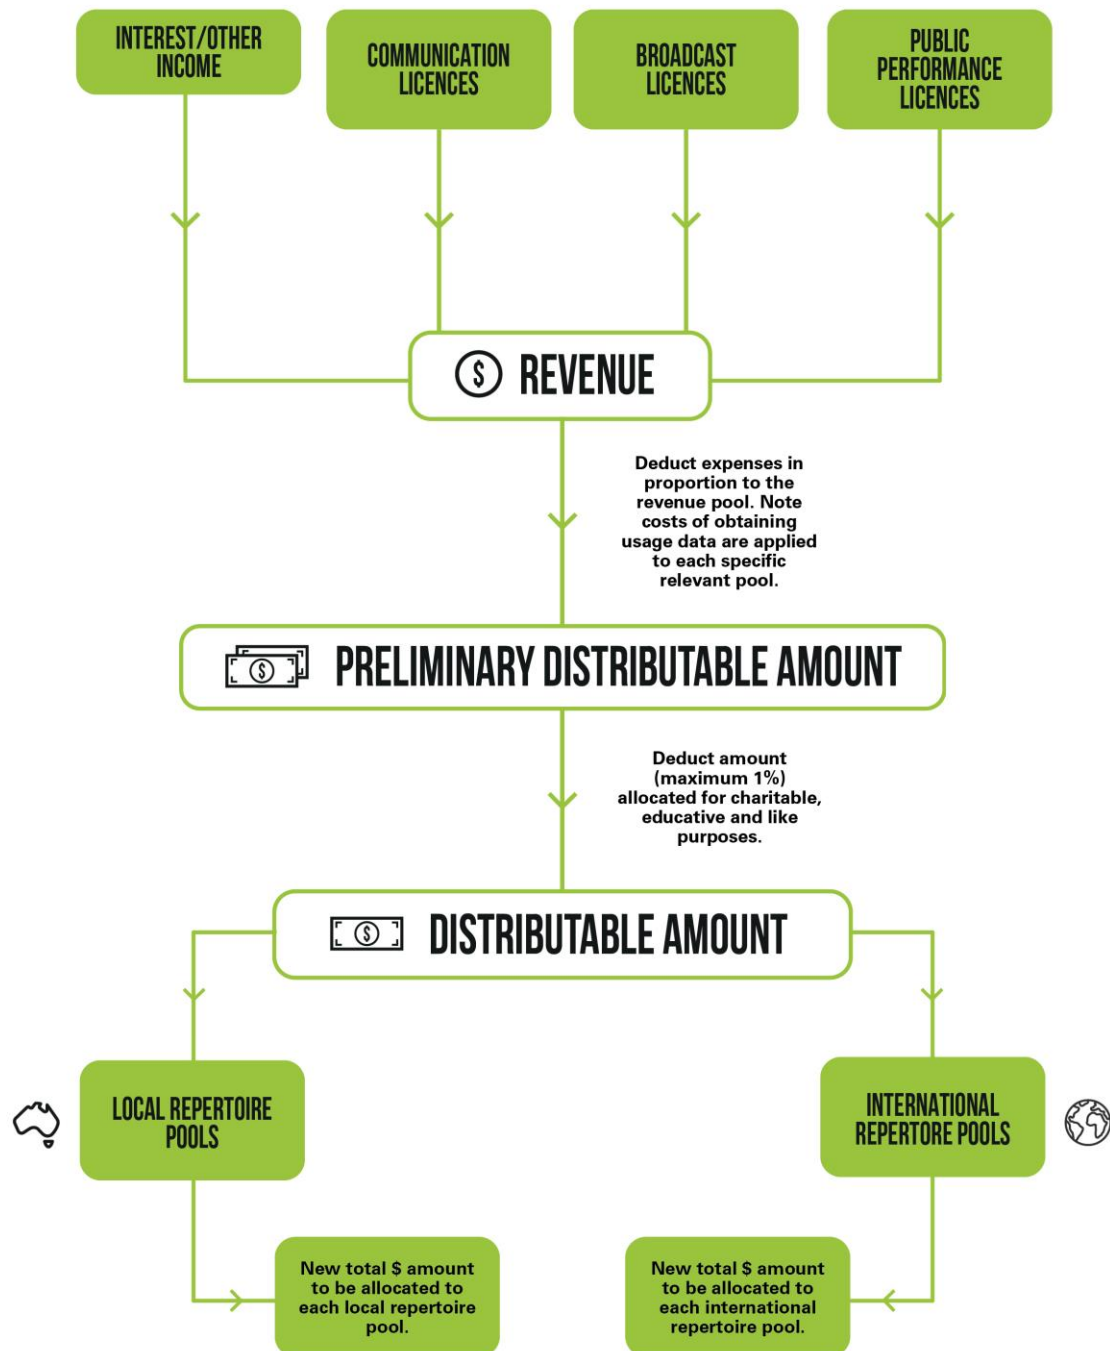 INTEREST/OTHER
INCOME
COMMUNICATION
LICENCES
BROADCAST
LICENCES
PUBLIC
PERFORMANCE
LICENCES
$ REVENUE
Deduct expenses in
proportion to the
revenue pool. Note
costs of obtaining
usage data are applied
to each specific
relevant pool.
$ PRELIMINARY DISTRIBUTABLE AMOUNT
Deduct amount
(maximum 1%)
allocated for charitable,
educative and like
purposes.
$ DISTRIBUTABLE AMOUNT
LOCAL REPERTOIRE
POOLS
INTERNATIONAL
REPERTORE POOLS
New total $ amount
to be allocated to
each local repertoire
pool.
New total $ amount
to be allocated to
each international
repertoire pool.